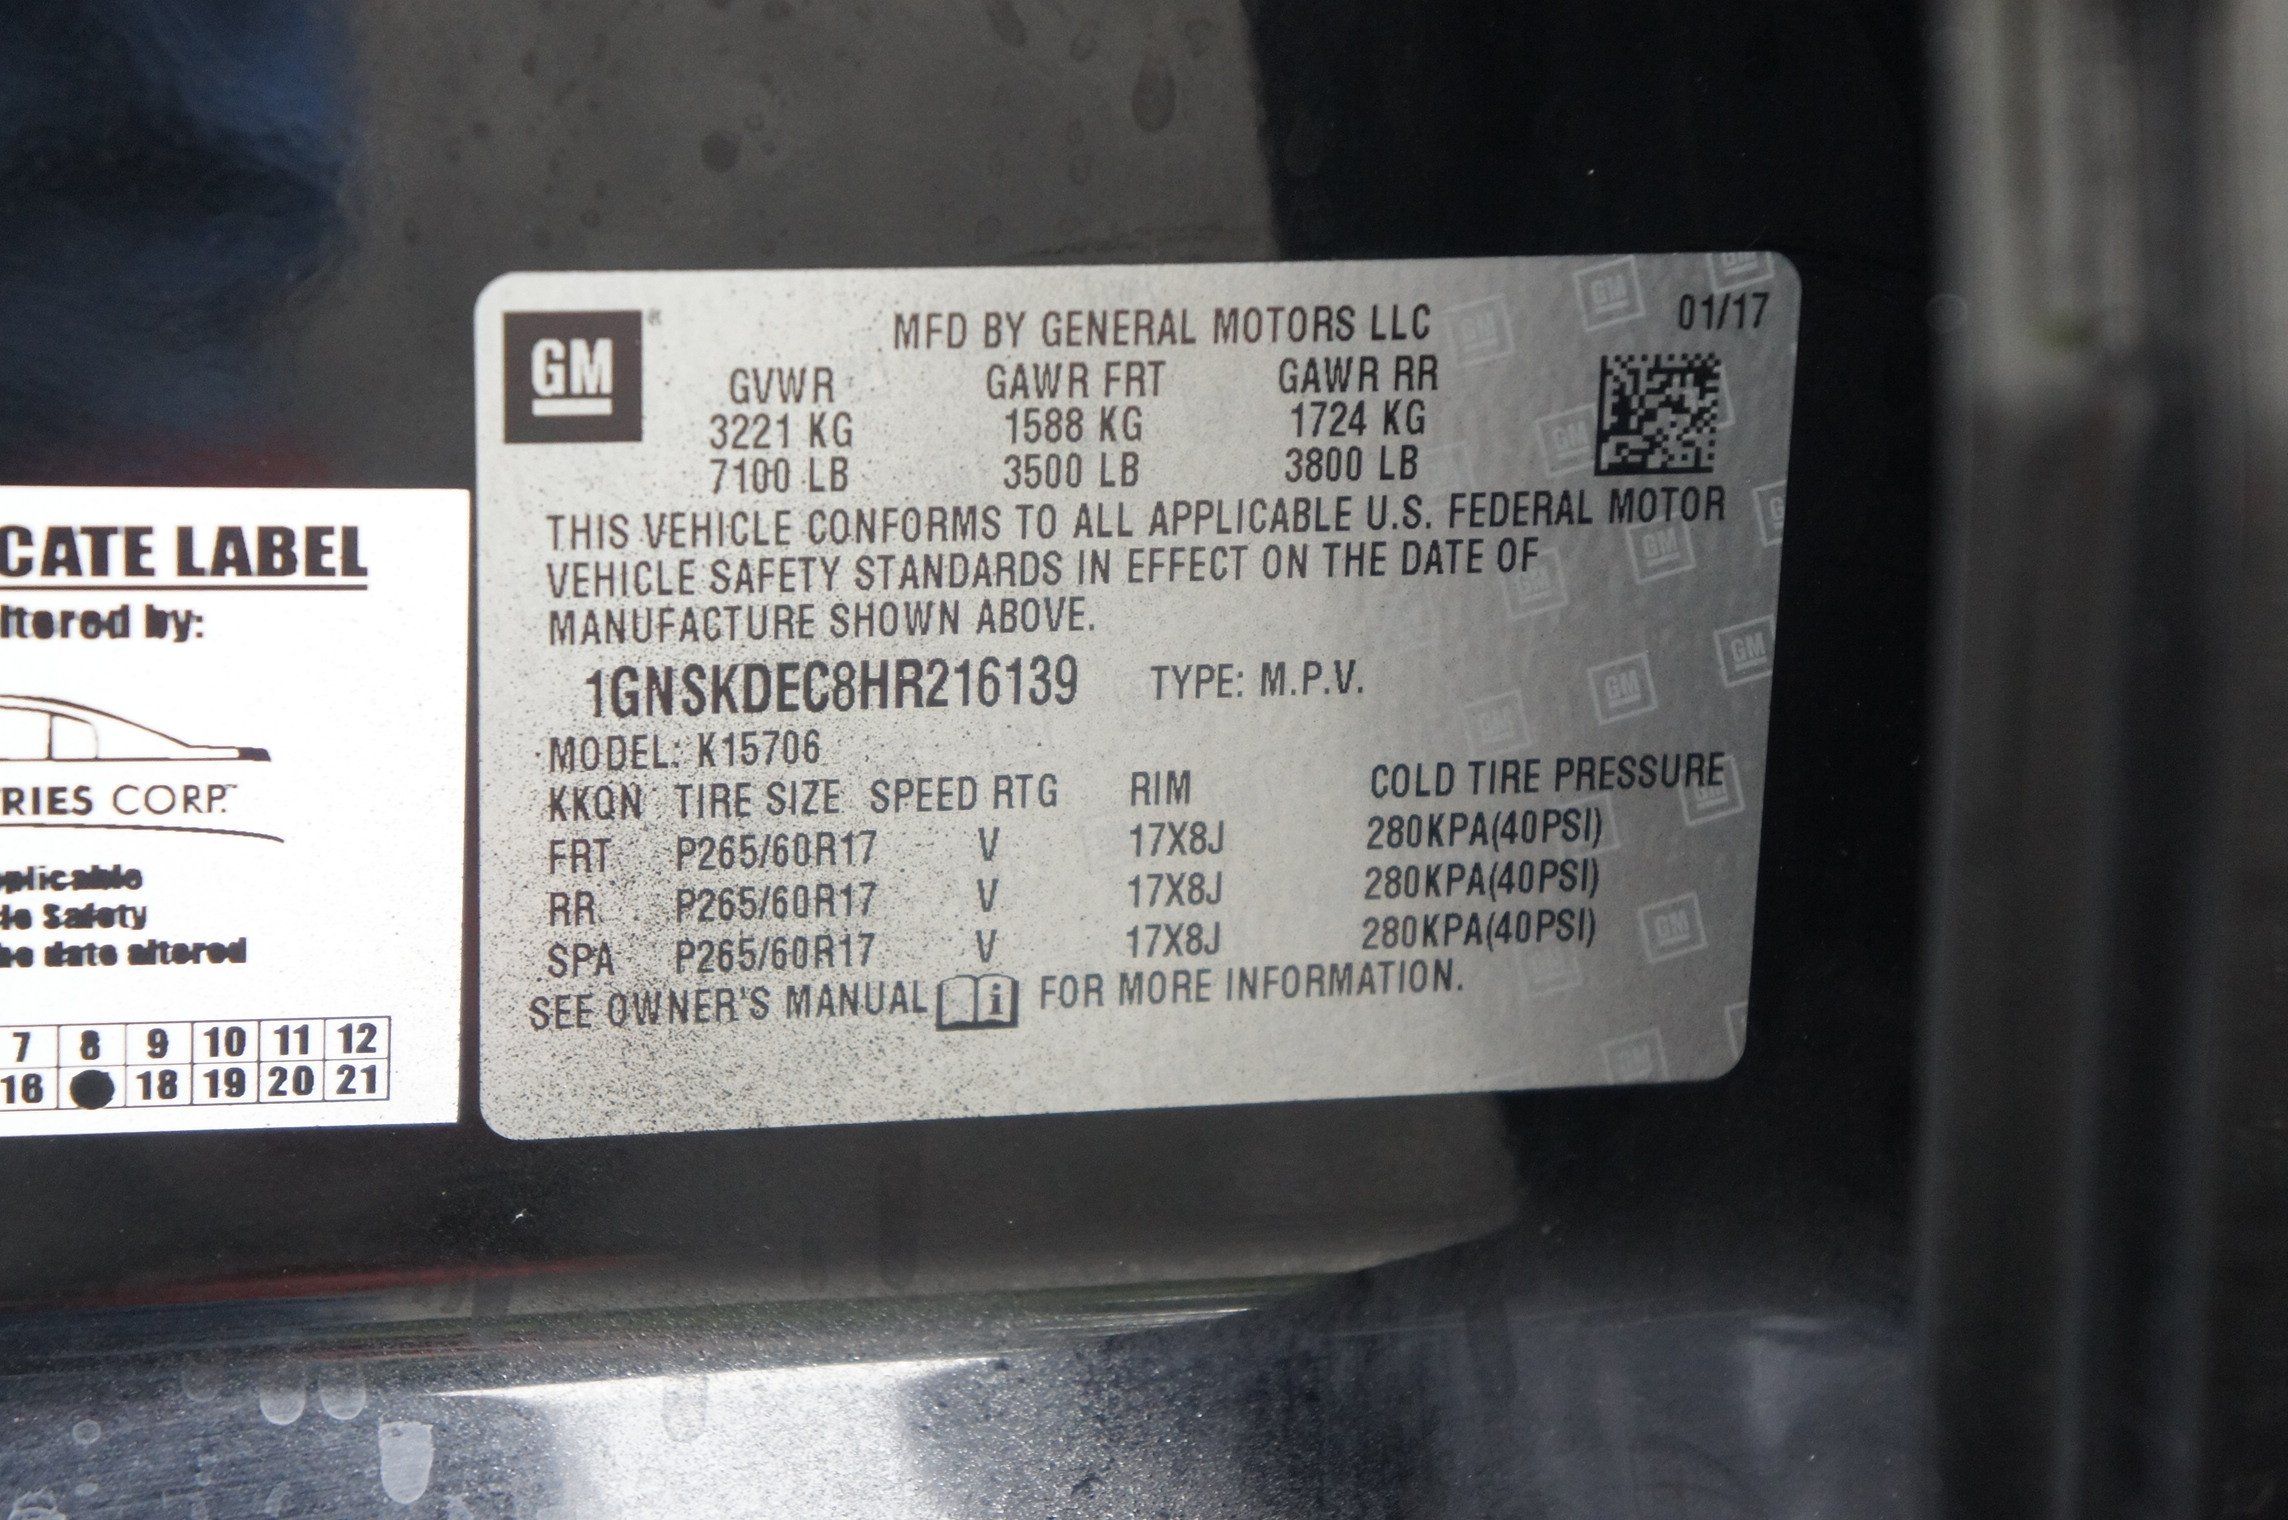 GM
MFD BY GENERAL MOTORS LLC 01/17
GVWR GAWR FRT GAWR RR
3221 KG 1588 KG 1724 KG
7100 LB 3500 LB 3800 LB
THIS VEHICLE CONFORMS TO ALL APPLICABLE U.S. FEDERAL MOTOR
VEHICLE SAFETY STANDARDS IN EFFECT ON THE DATE OF
MANUFACTURE SHOWN ABOVE.
1GNSKDEC8HR216139 TYPE: M.P.V.
MODEL: K15706
KKQN TIRE SIZE SPEED RTG RIM COLD TIRE PRESSURE
FRT P265/60R17 V 17X8J 280KPA(40PSI)
RR P265/60R17 V 17X8J 280KPA(40PSI)
SPA P265/60R17 V 17X8J 280KPA(40PSI)
SEE OWNER'S MANUAL i FOR MORE INFORMATION.
CATE LABEL
ltered by:
RIES CORP.™
plicable
le Safety
he date altered
7 8 9 10 11 12
16 18 19 20 21